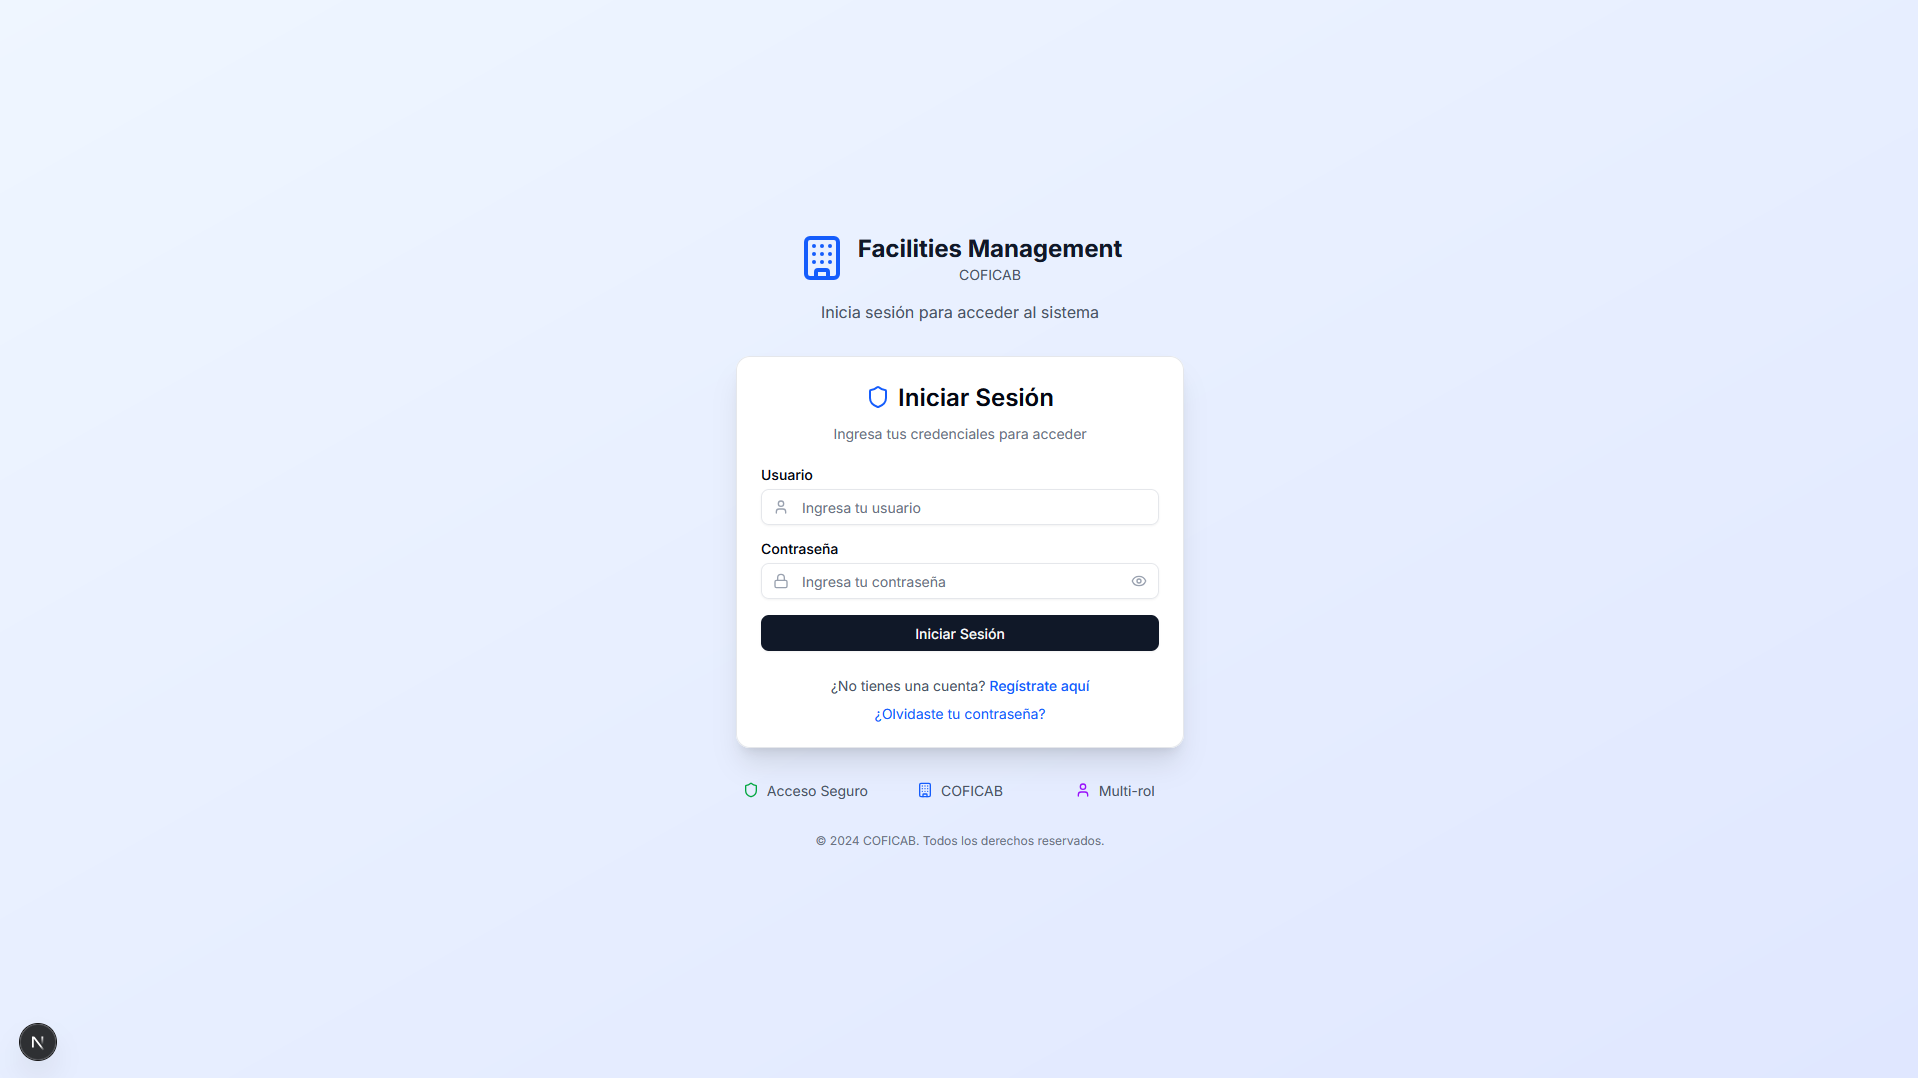 Facilities Management
COFICAB
Inicia sesión para acceder al sistema
Iniciar Sesión
Ingresa tus credenciales para acceder
Usuario
Ingresa tu usuario
Contraseña
Ingresa tu contraseña
Iniciar Sesión
¿No tienes una cuenta? Regístrate aquí
¿Olvidaste tu contraseña?
Acceso Seguro COFICAB Multi-rol
© 2024 COFICAB. Todos los derechos reservados.
N